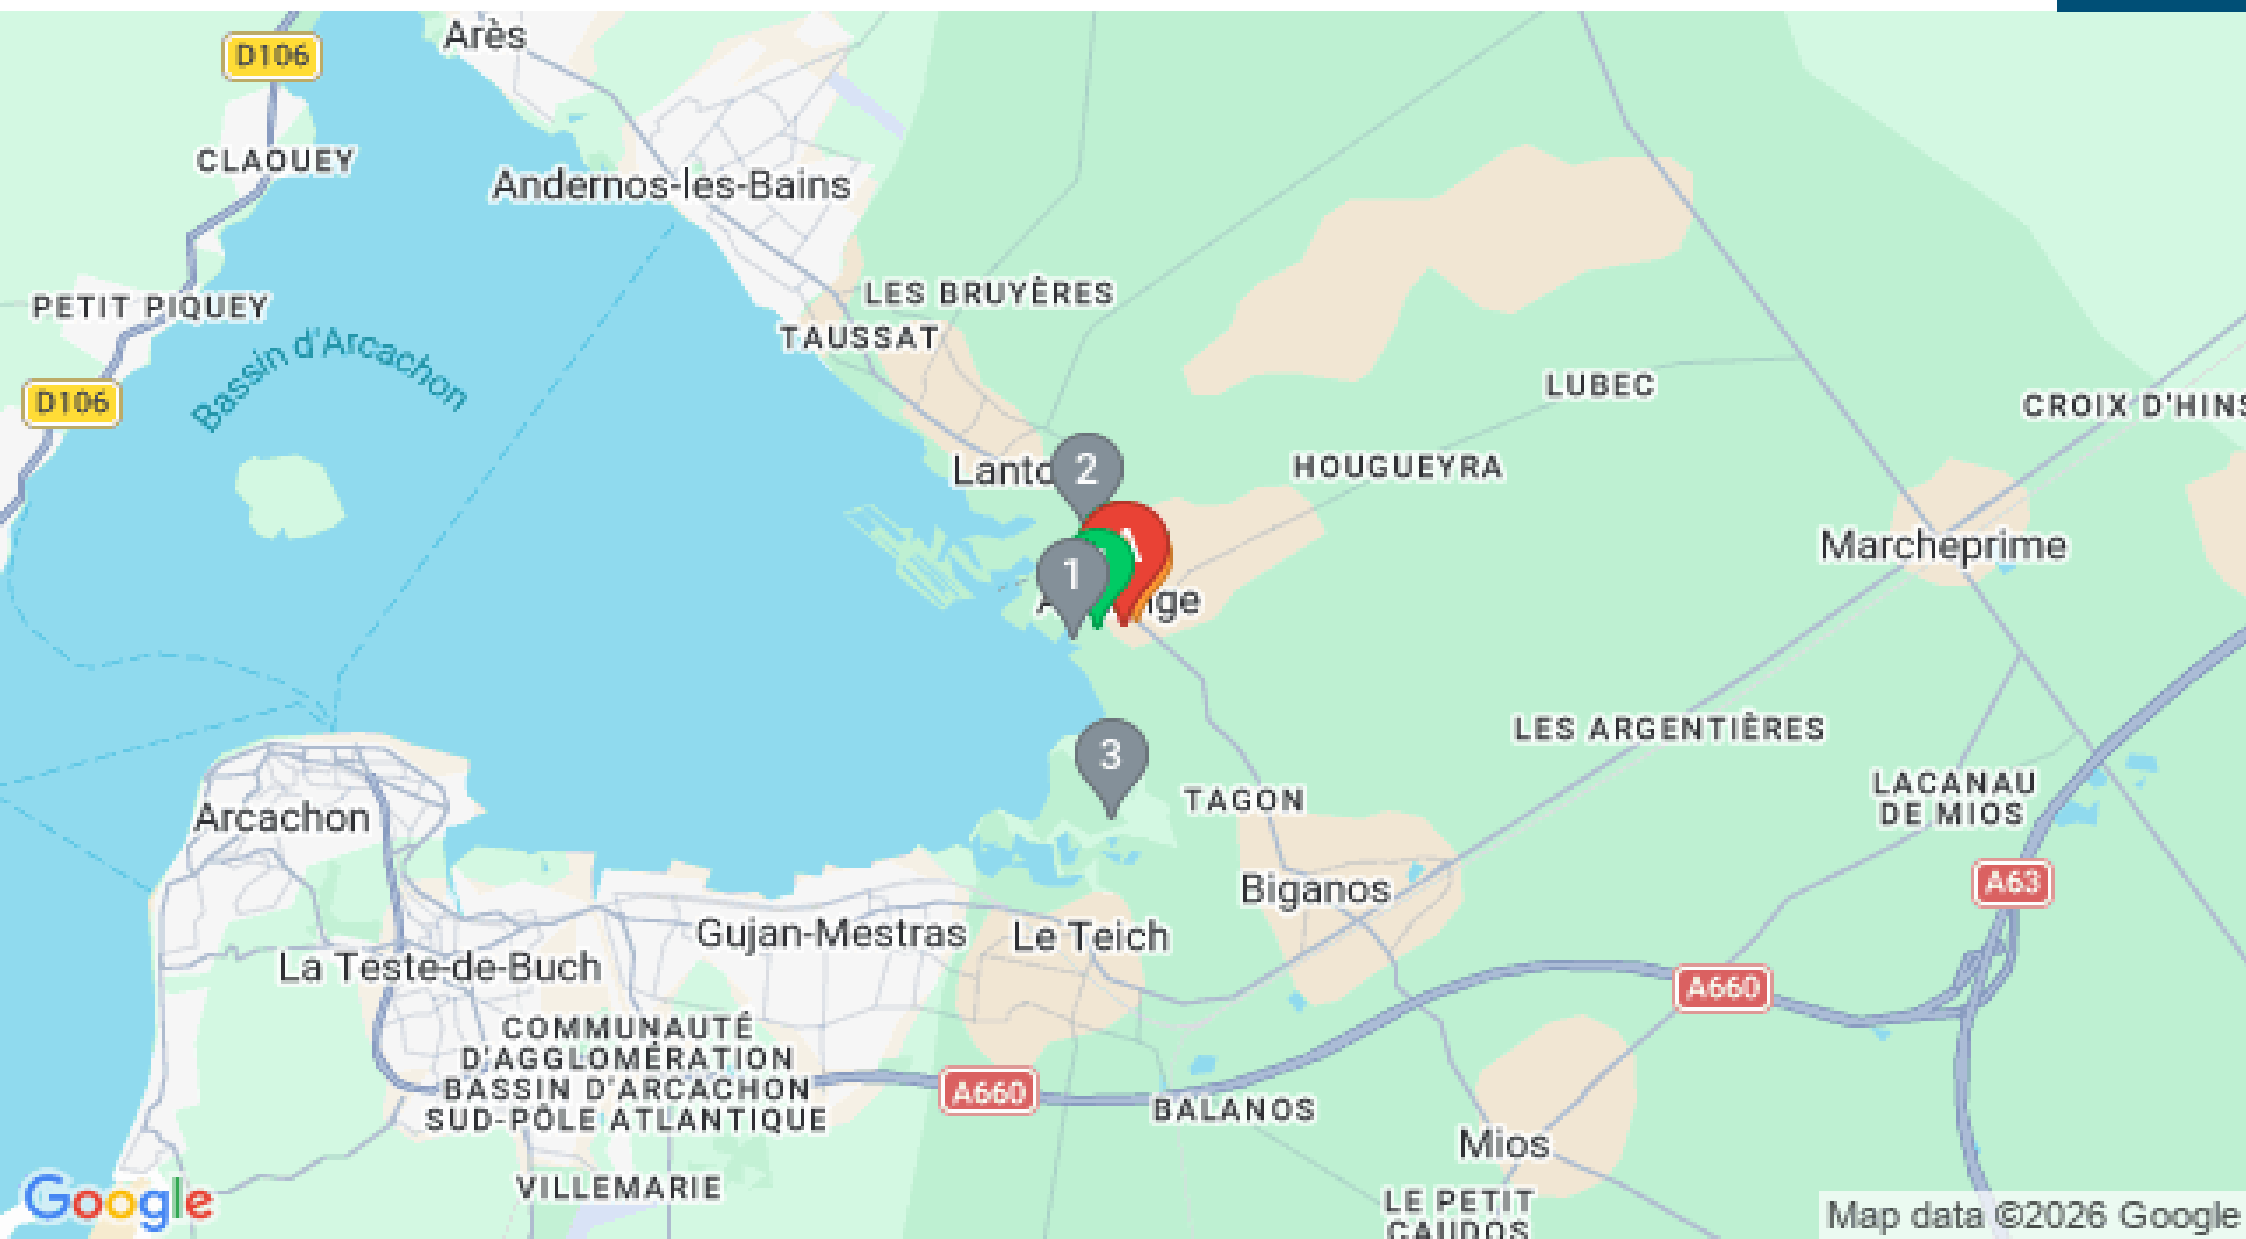 Arès
D106
CLAOUEY
Andernos-les-Bains
PETIT PIQUEY
LES BRUYÈRES
TAUSSAT
Bassin d'Arcachon
D106
LUBEC
CROIX D'HINS
2
HOUGUEYRA
A
1
Marcheprime
LES ARGENTIÈRES
3
TAGON
LACANAU
DE MIOS
Arcachon
A63
Biganos
Gujan-Mestras
Le Teich
La Teste-de-Buch
A660
COMMUNAUTÉ
D'AGGLOMÉRATION
BASSIN D'ARCACHON
SUD-PÔLE ATLANTIQUE
A660
BALANOS
Mios
VILLEMARIE
LE PETIT
CAUDOS
Google
Map data ©2026 Google